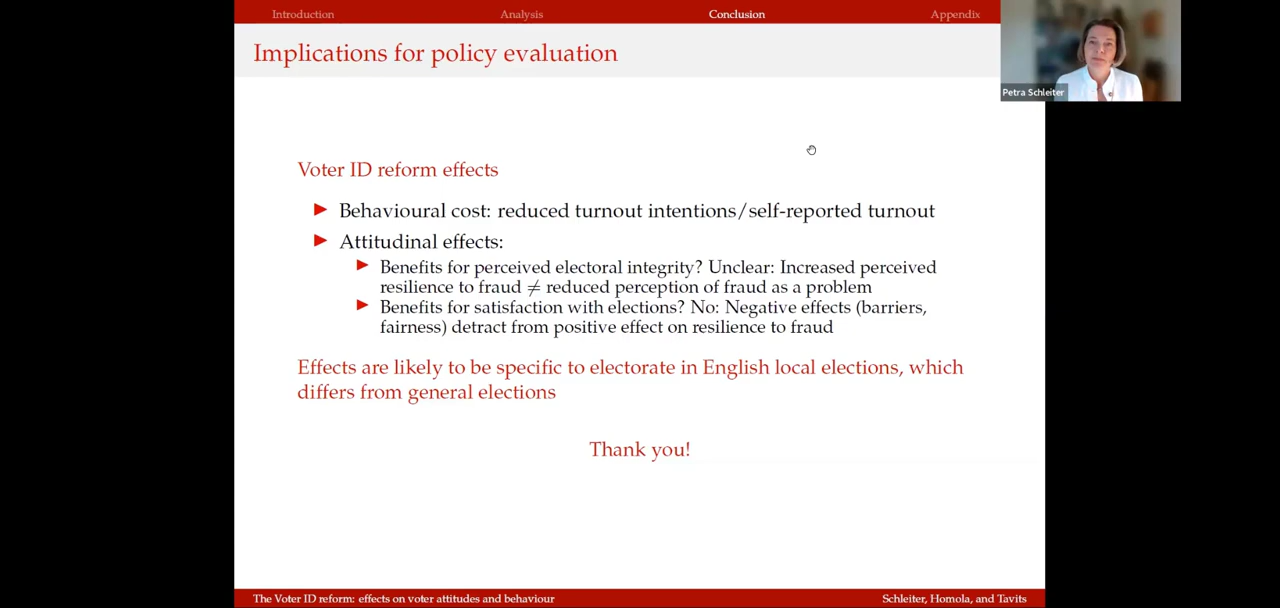 Introduction Analysis Conclusion Appendix
Implications for policy evaluation
Petra Schleiter
Voter ID reform effects
Behavioural cost: reduced turnout intentions/self-reported turnout
Attitudinal effects:
Benefits for perceived electoral integrity? Unclear: Increased perceived
resilience to fraud ≠ reduced perception of fraud as a problem
Benefits for satisfaction with elections? No: Negative effects (barriers,
fairness) detract from positive effect on resilience to fraud
Effects are likely to be specific to electorate in English local elections, which
differs from general elections
Thank you!
The Voter ID reform: effects on voter attitudes and behaviour Schleiter, Homola, and Tavits